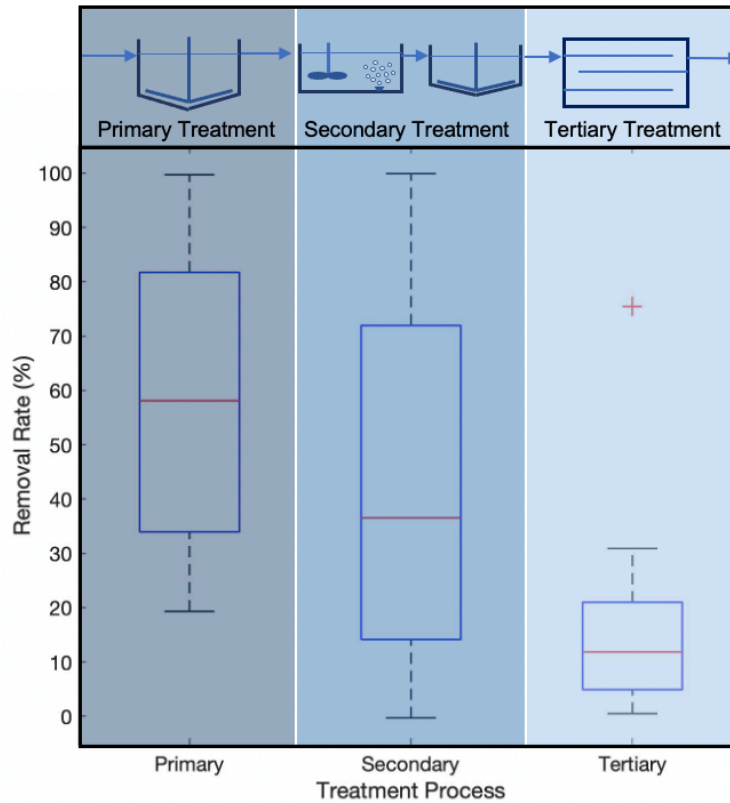 Primary Treatment Secondary Treatment Tertiary Treatment
100
90
80
70
60
50
40
30
20
10
0
Removal Rate (%)
Primary Secondary Tertiary
Treatment Process